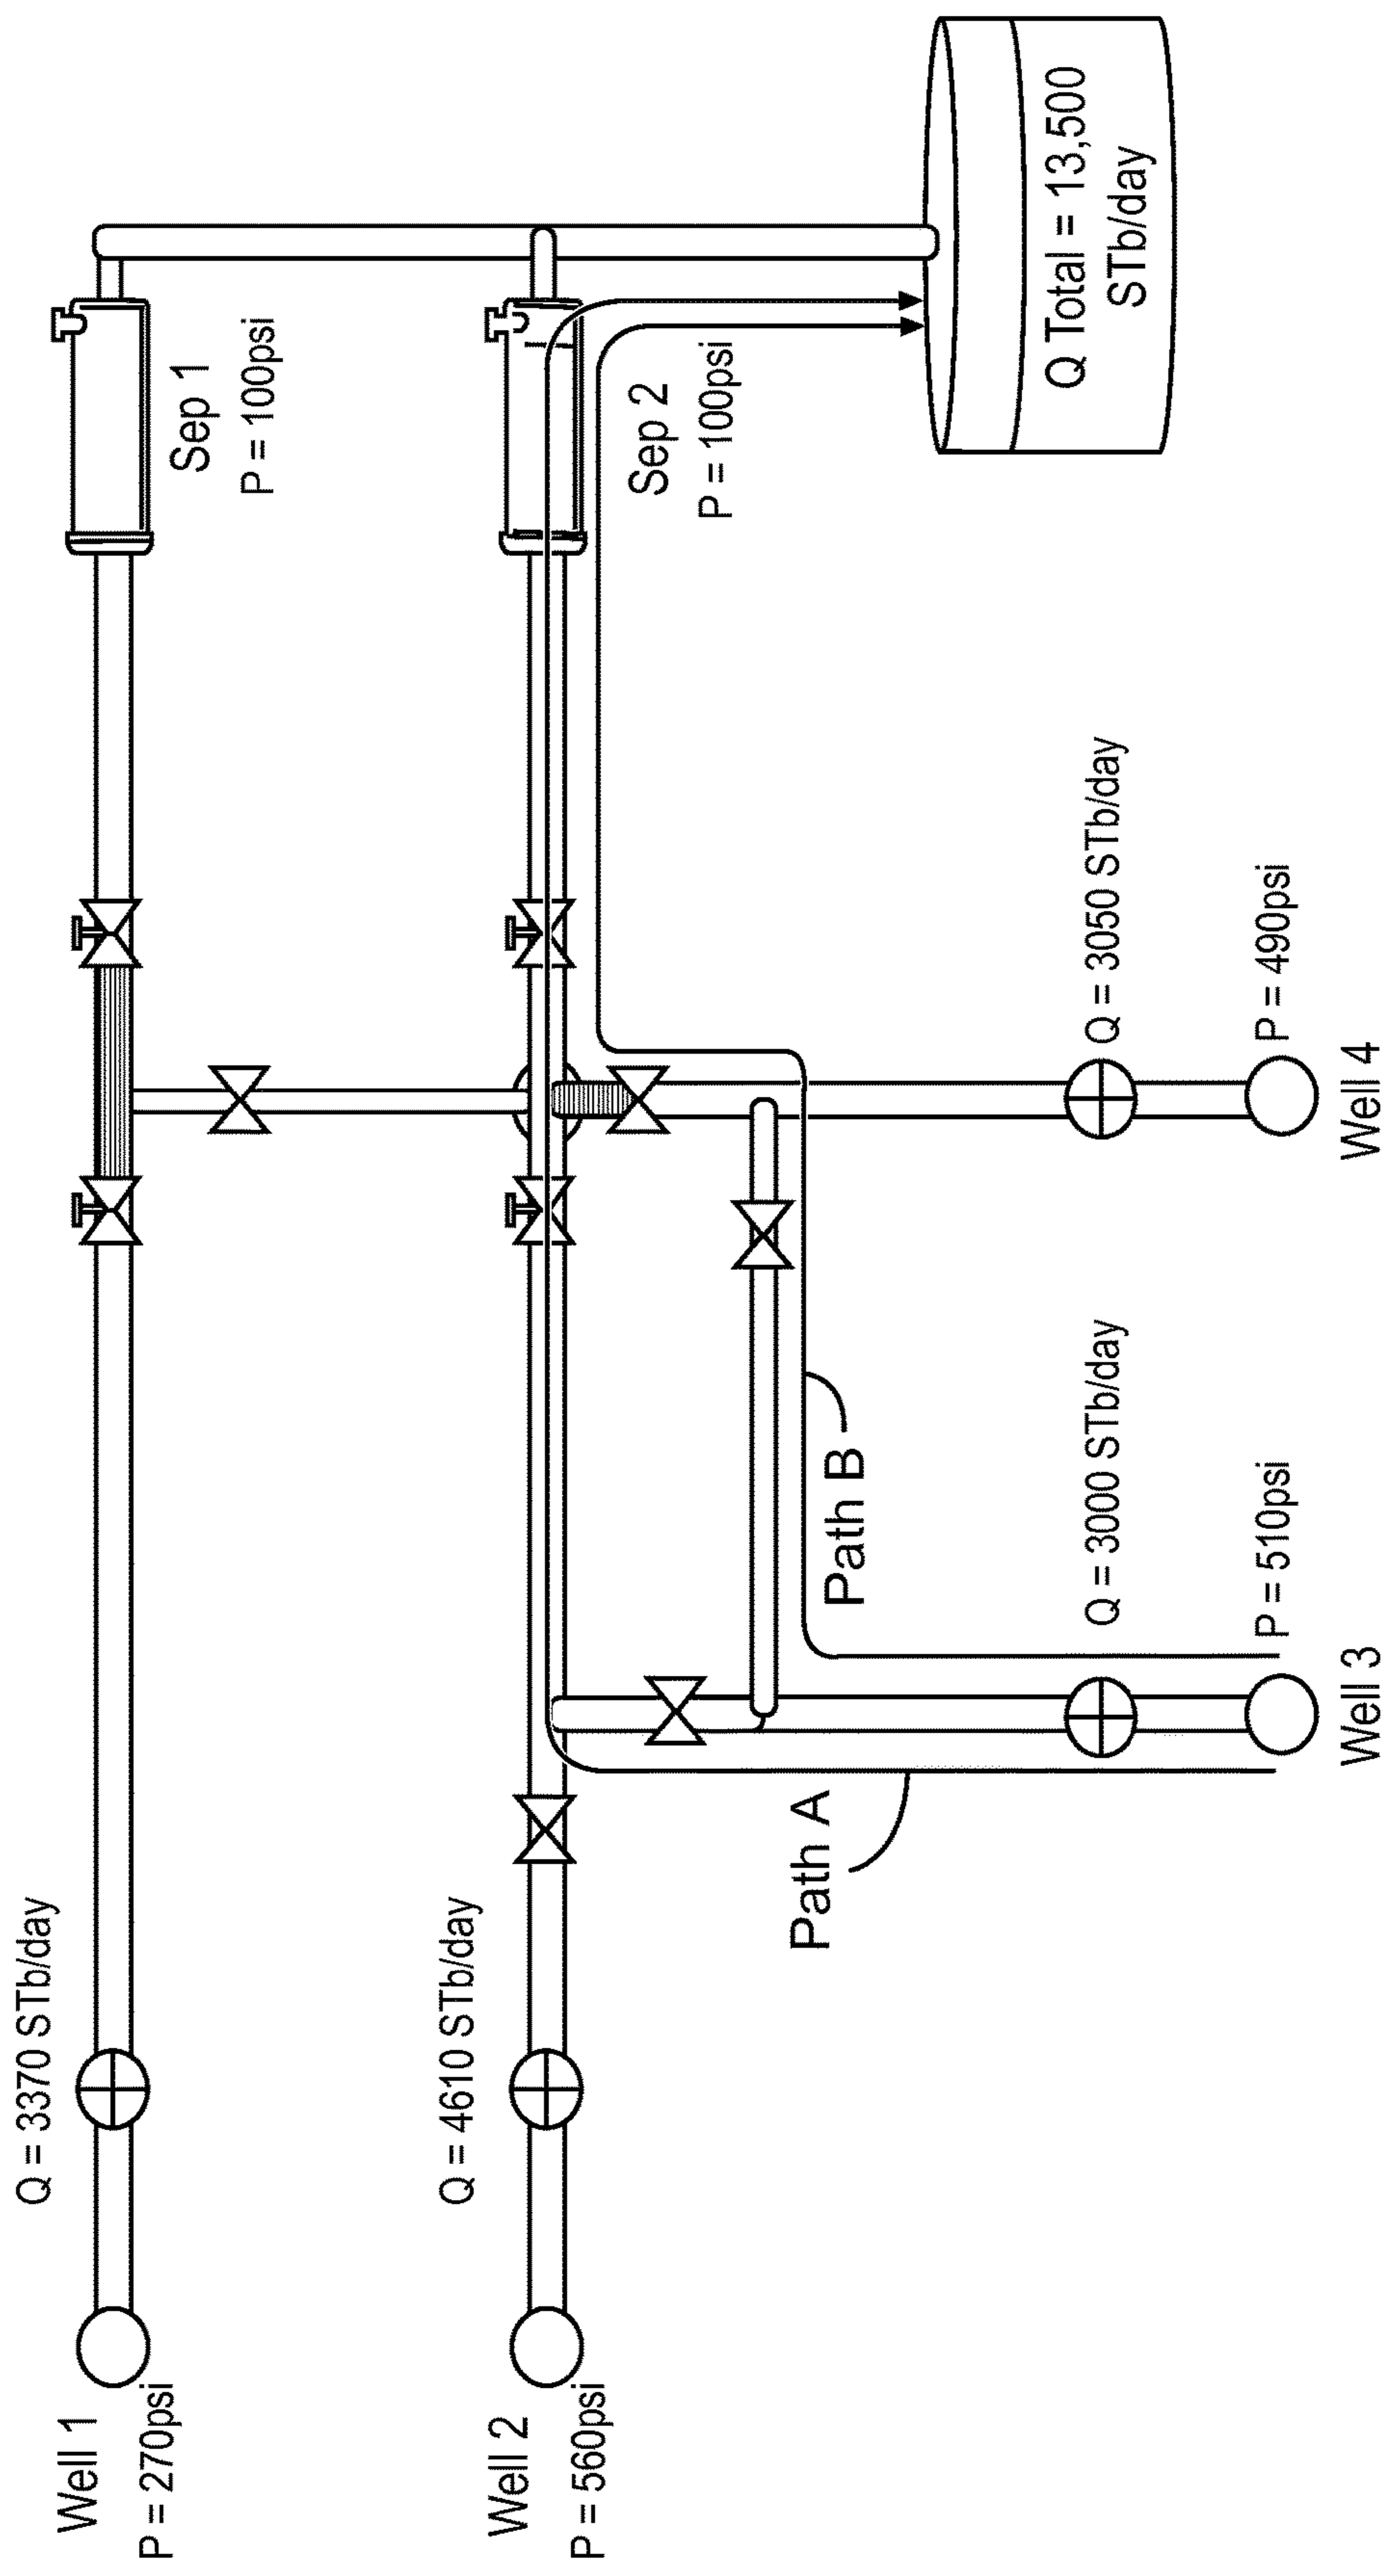 Q = 3370 STb/day
Well 1
P = 270psi
Sep 1
P = 100psi
Q = 4610 STb/day
Well 2
P = 560psi
Sep 2
P = 100psi
Path A
Path B
Q Total = 13,500
STb/day
Q = 3000 STb/day
P = 510psi
Well 3
Q = 3050 STb/day
P = 490psi
Well 4